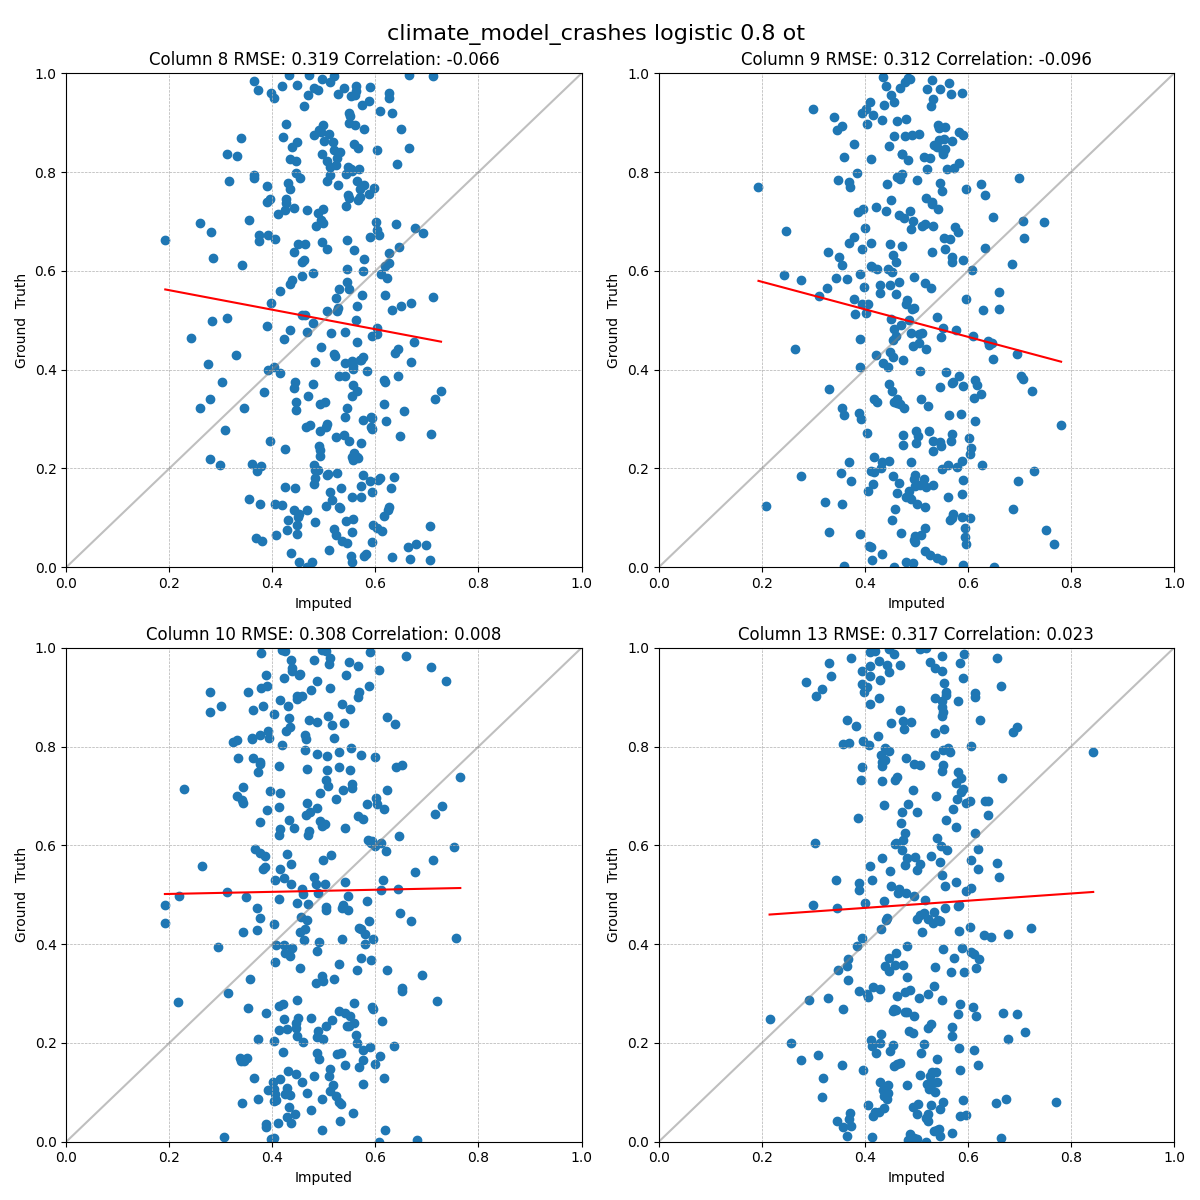 climate_model_crashes logistic 0.8 ot
Column 8 RMSE: 0.319 Correlation: -0.066
Column 9 RMSE: 0.312 Correlation: -0.096
1.0
0.8
0.6
0.4
0.2
0.0
Ground Truth
0.0 0.2 0.4 0.6 0.8 1.0
Imputed
1.0
0.8
0.6
0.4
0.2
0.0
Ground Truth
0.0 0.2 0.4 0.6 0.8 1.0
Imputed
Column 10 RMSE: 0.308 Correlation: 0.008
Column 13 RMSE: 0.317 Correlation: 0.023
1.0
0.8
0.6
0.4
0.2
0.0
Ground Truth
0.0 0.2 0.4 0.6 0.8 1.0
Imputed
1.0
0.8
0.6
0.4
0.2
0.0
Ground Truth
0.0 0.2 0.4 0.6 0.8 1.0
Imputed